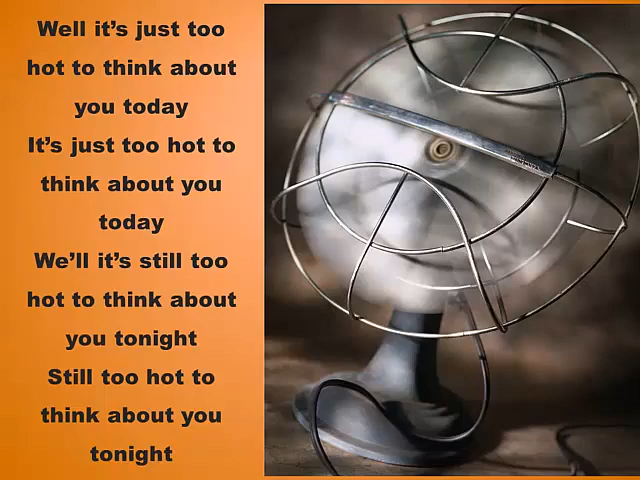 Well it’s just too
hot to think about
you today
It’s just too hot to
think about you
today
We’ll it’s still too
hot to think about
you tonight
Still too hot to
think about you
tonight